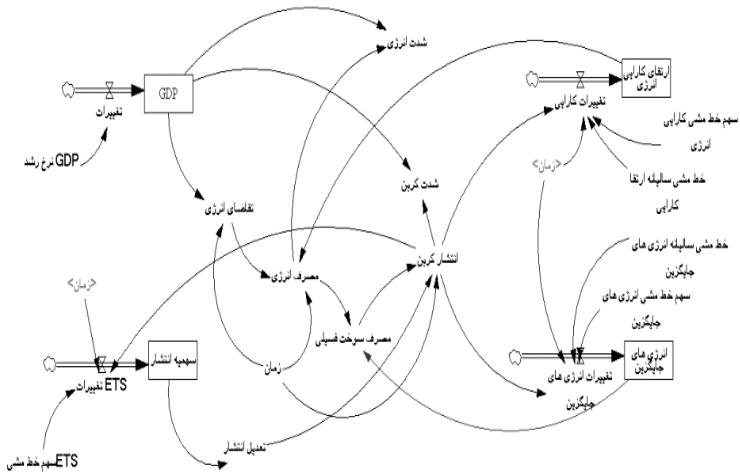 شدت انرژی
GDP
تغییرات
نرخ رشد GDP
ارتقای کارایی
انرژی
تغییرات کارایی
سهم خط مشی کارایی
انرژی
<زمان>
خط مشی سالیانه ارتقا
کارایی
شدت کربن
تقاضای انرژی
انتشار کربن
مصرف انرژی
خط مشی سالیانه انرژی های
جایگزین
سهم خط مشی انرژی های
جایگزین
<زمان>
مصرف سوخت فسیلی
سهمیه انتشار
تغییرات ETS
زمان
انرژی های
جایگزین
تغییرات انرژی های
جایگزین
تعدیل انتشار
سهم خط مشی ETS